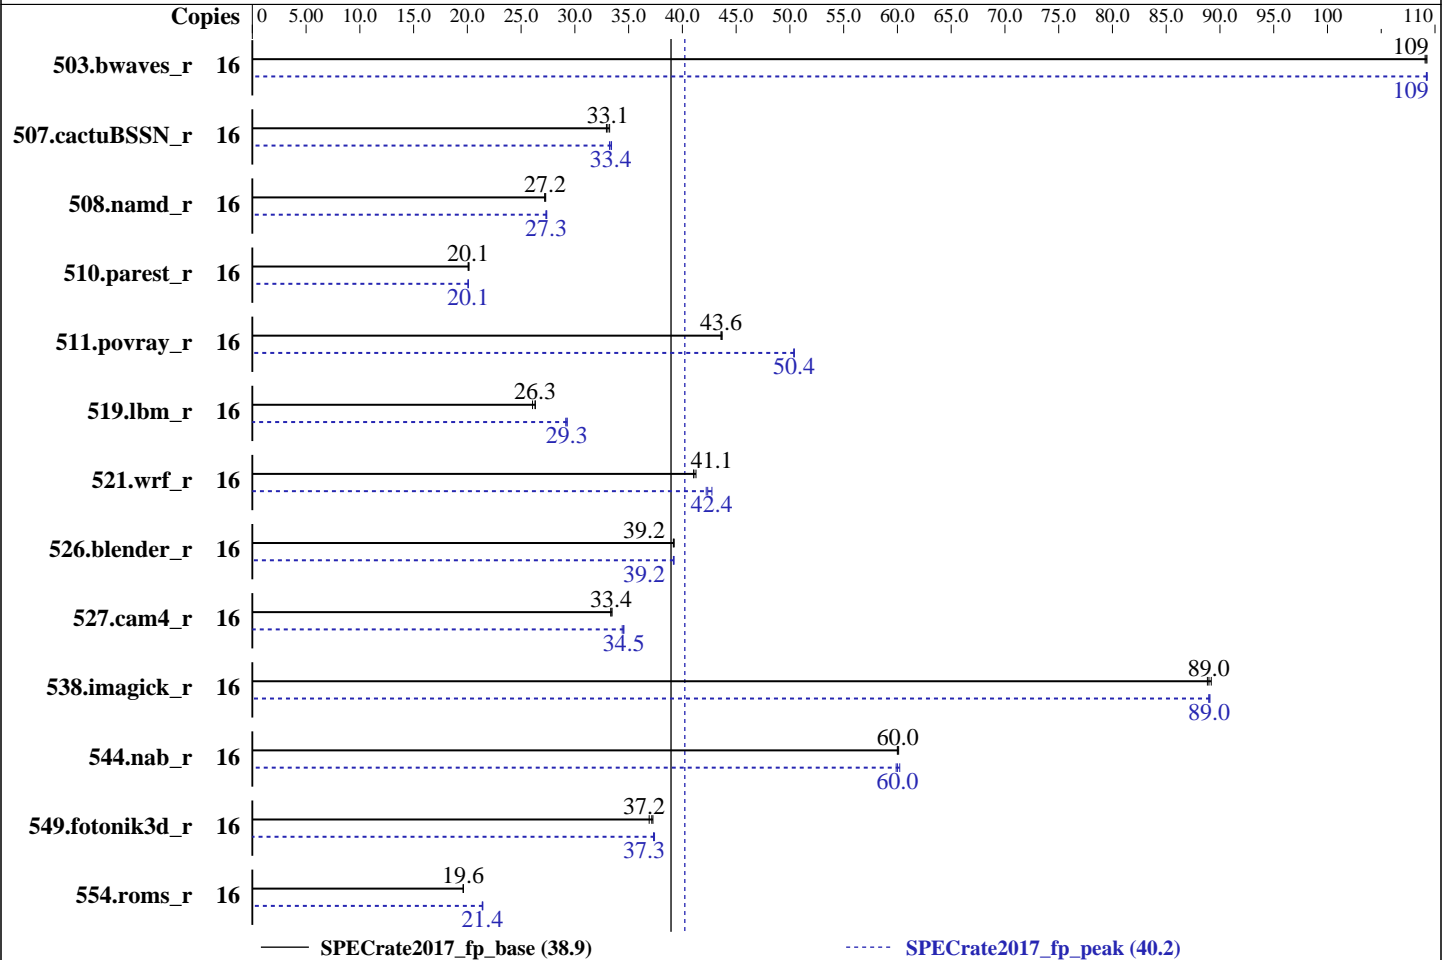 Copies 0 5.00 10.0 15.0 20.0 25.0 30.0 35.0 40.0 45.0 50.0 55.0 60.0 65.0 70.0 75.0 80.0 85.0 90.0 95.0 100 110
109
503.bwaves_r 16
109
33.1
507.cactuBSSN_r 16
33.4
27.2
508.namd_r 16
27.3
20.1
510.parest_r 16
20.1
43.6
511.povray_r 16
50.4
26.3
519.lbm_r 16
29.3
41.1
521.wrf_r 16
42.4
39.2
526.blender_r 16
39.2
33.4
527.cam4_r 16
34.5
89.0
538.imagick_r 16
89.0
60.0
544.nab_r 16
60.0
37.2
549.fotonik3d_r 16
37.3
19.6
554.roms_r 16
21.4
SPECrate2017_fp_base (38.9) SPECrate2017_fp_peak (40.2)